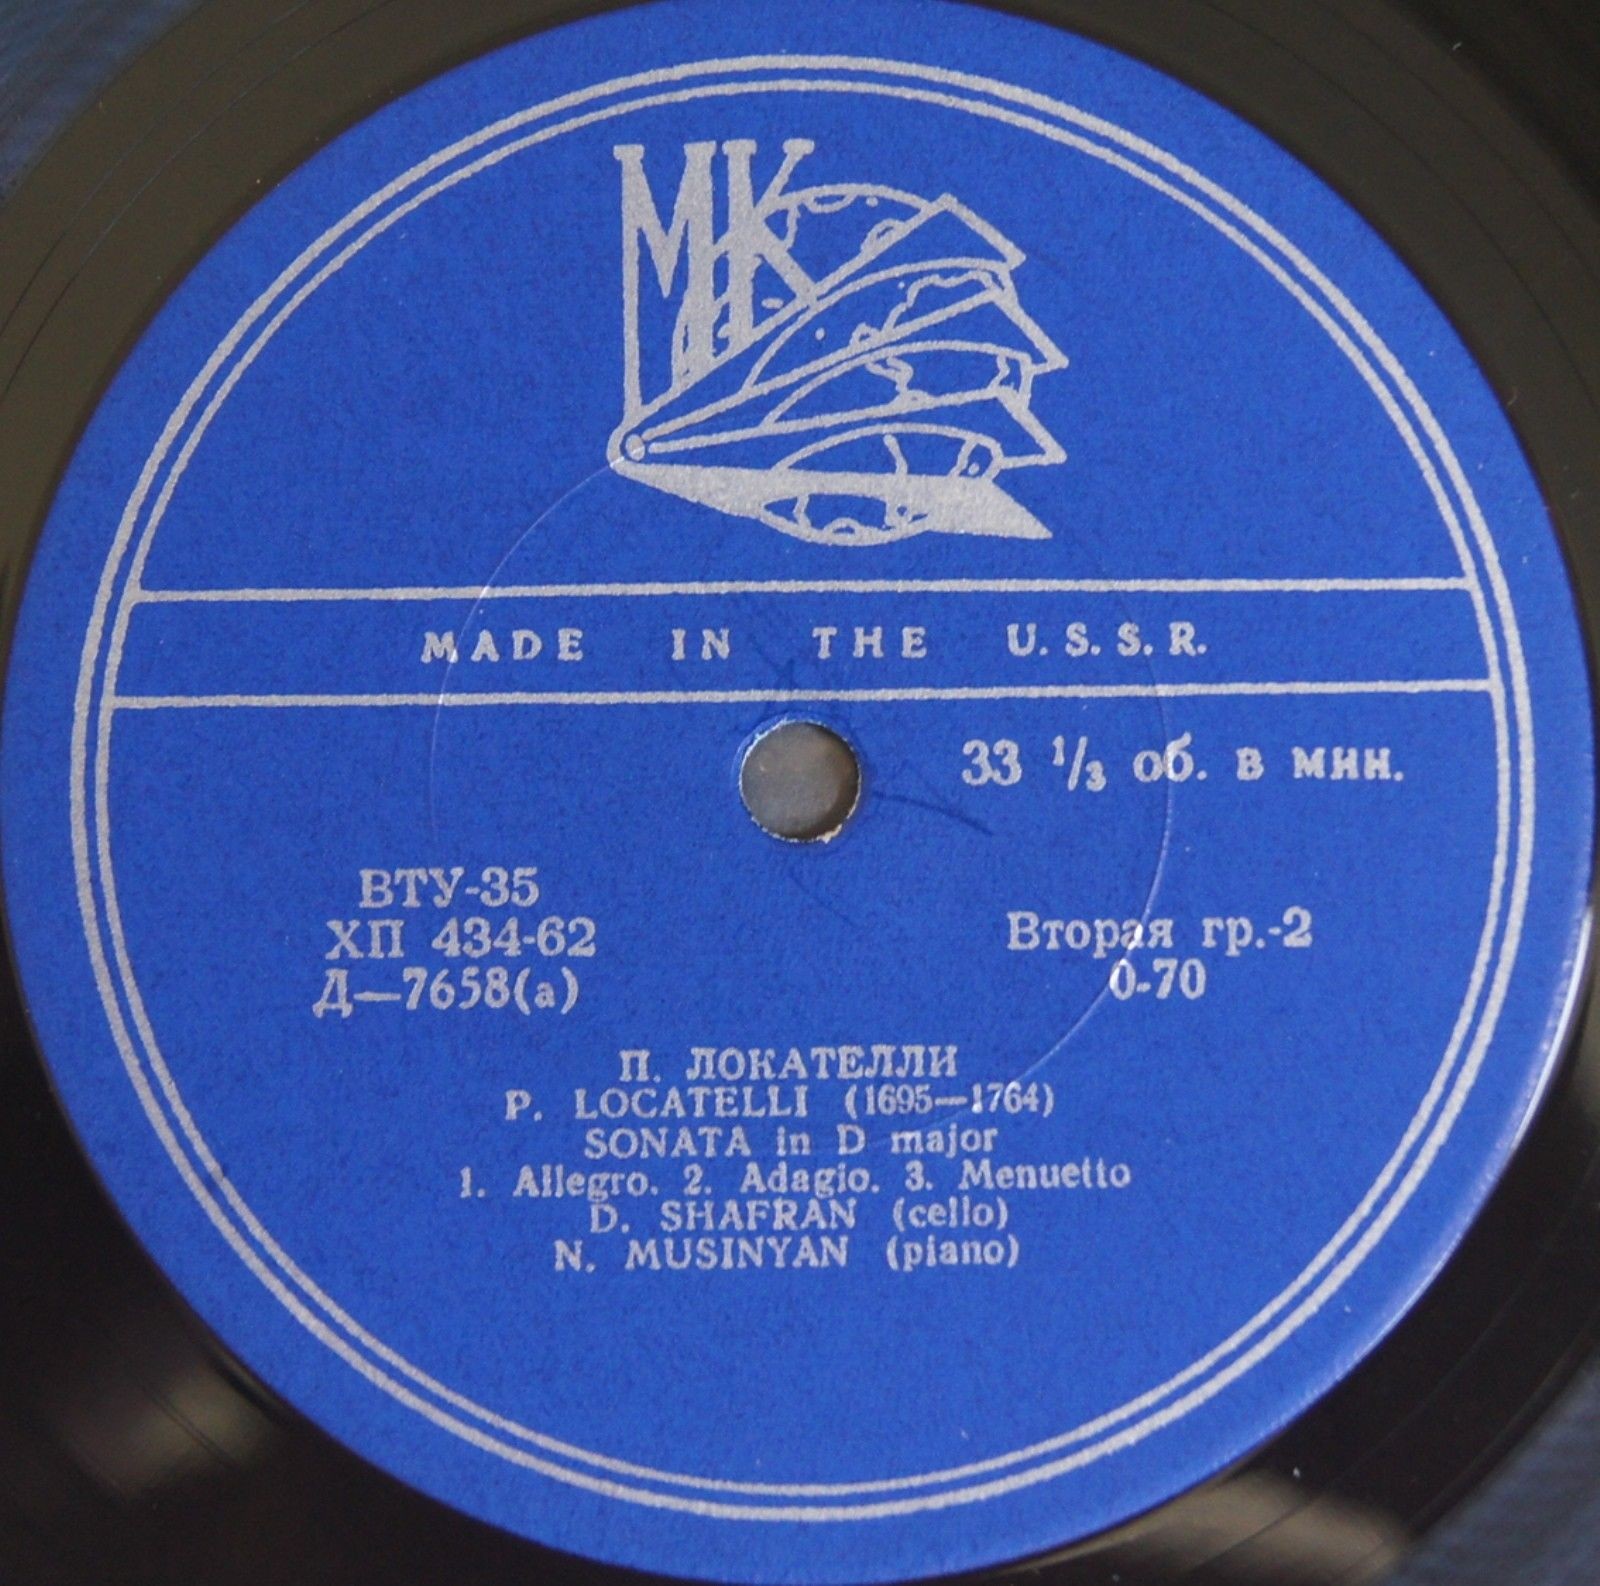 МК
MADE IN THE U.S.S.R.
33 1/3 об. в мин.
ВТУ-35
ХП 434-62
Д—7658(а)
Вторая гр.-2
0-70
П. ЛОКАТЕЛЛИ
P. LOCATELLI (1695—1764)
SONATA in D major
1. Allegro. 2. Adagio. 3. Menuetto
D. SHAFRAN (cello)
N. MUSINYAN (piano)